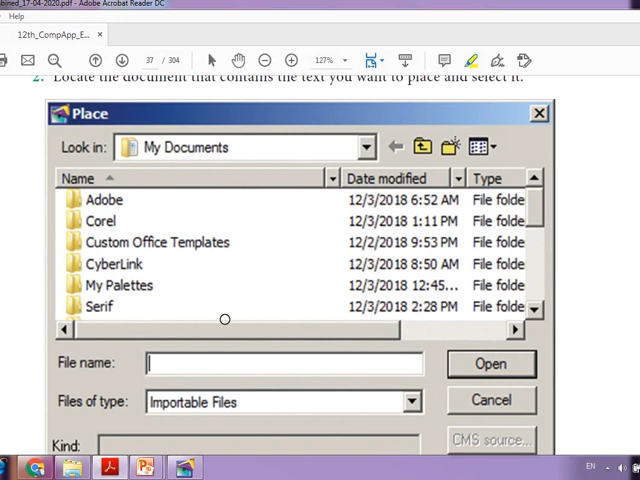 bined_17-04-2020.pdf - Adobe Acrobat Reader DC
Help
12th_CompApp_E... ×
37 / 304
127%
2. Locate the document that contains the text you want to place and select it.
Place
Look in: My Documents
Name Date modified Type
Adobe 12/3/2018 6:52 AM File folde
Corel 12/3/2018 1:11 PM File folde
Custom Office Templates 12/2/2018 9:53 PM File folde
CyberLink 12/3/2018 8:50 AM File folde
My Palettes 12/3/2018 12:45... File folde
Serif 12/3/2018 2:28 PM File folde
File name: Open
Files of type: Importable Files Cancel
Kind: CMS source...
EN